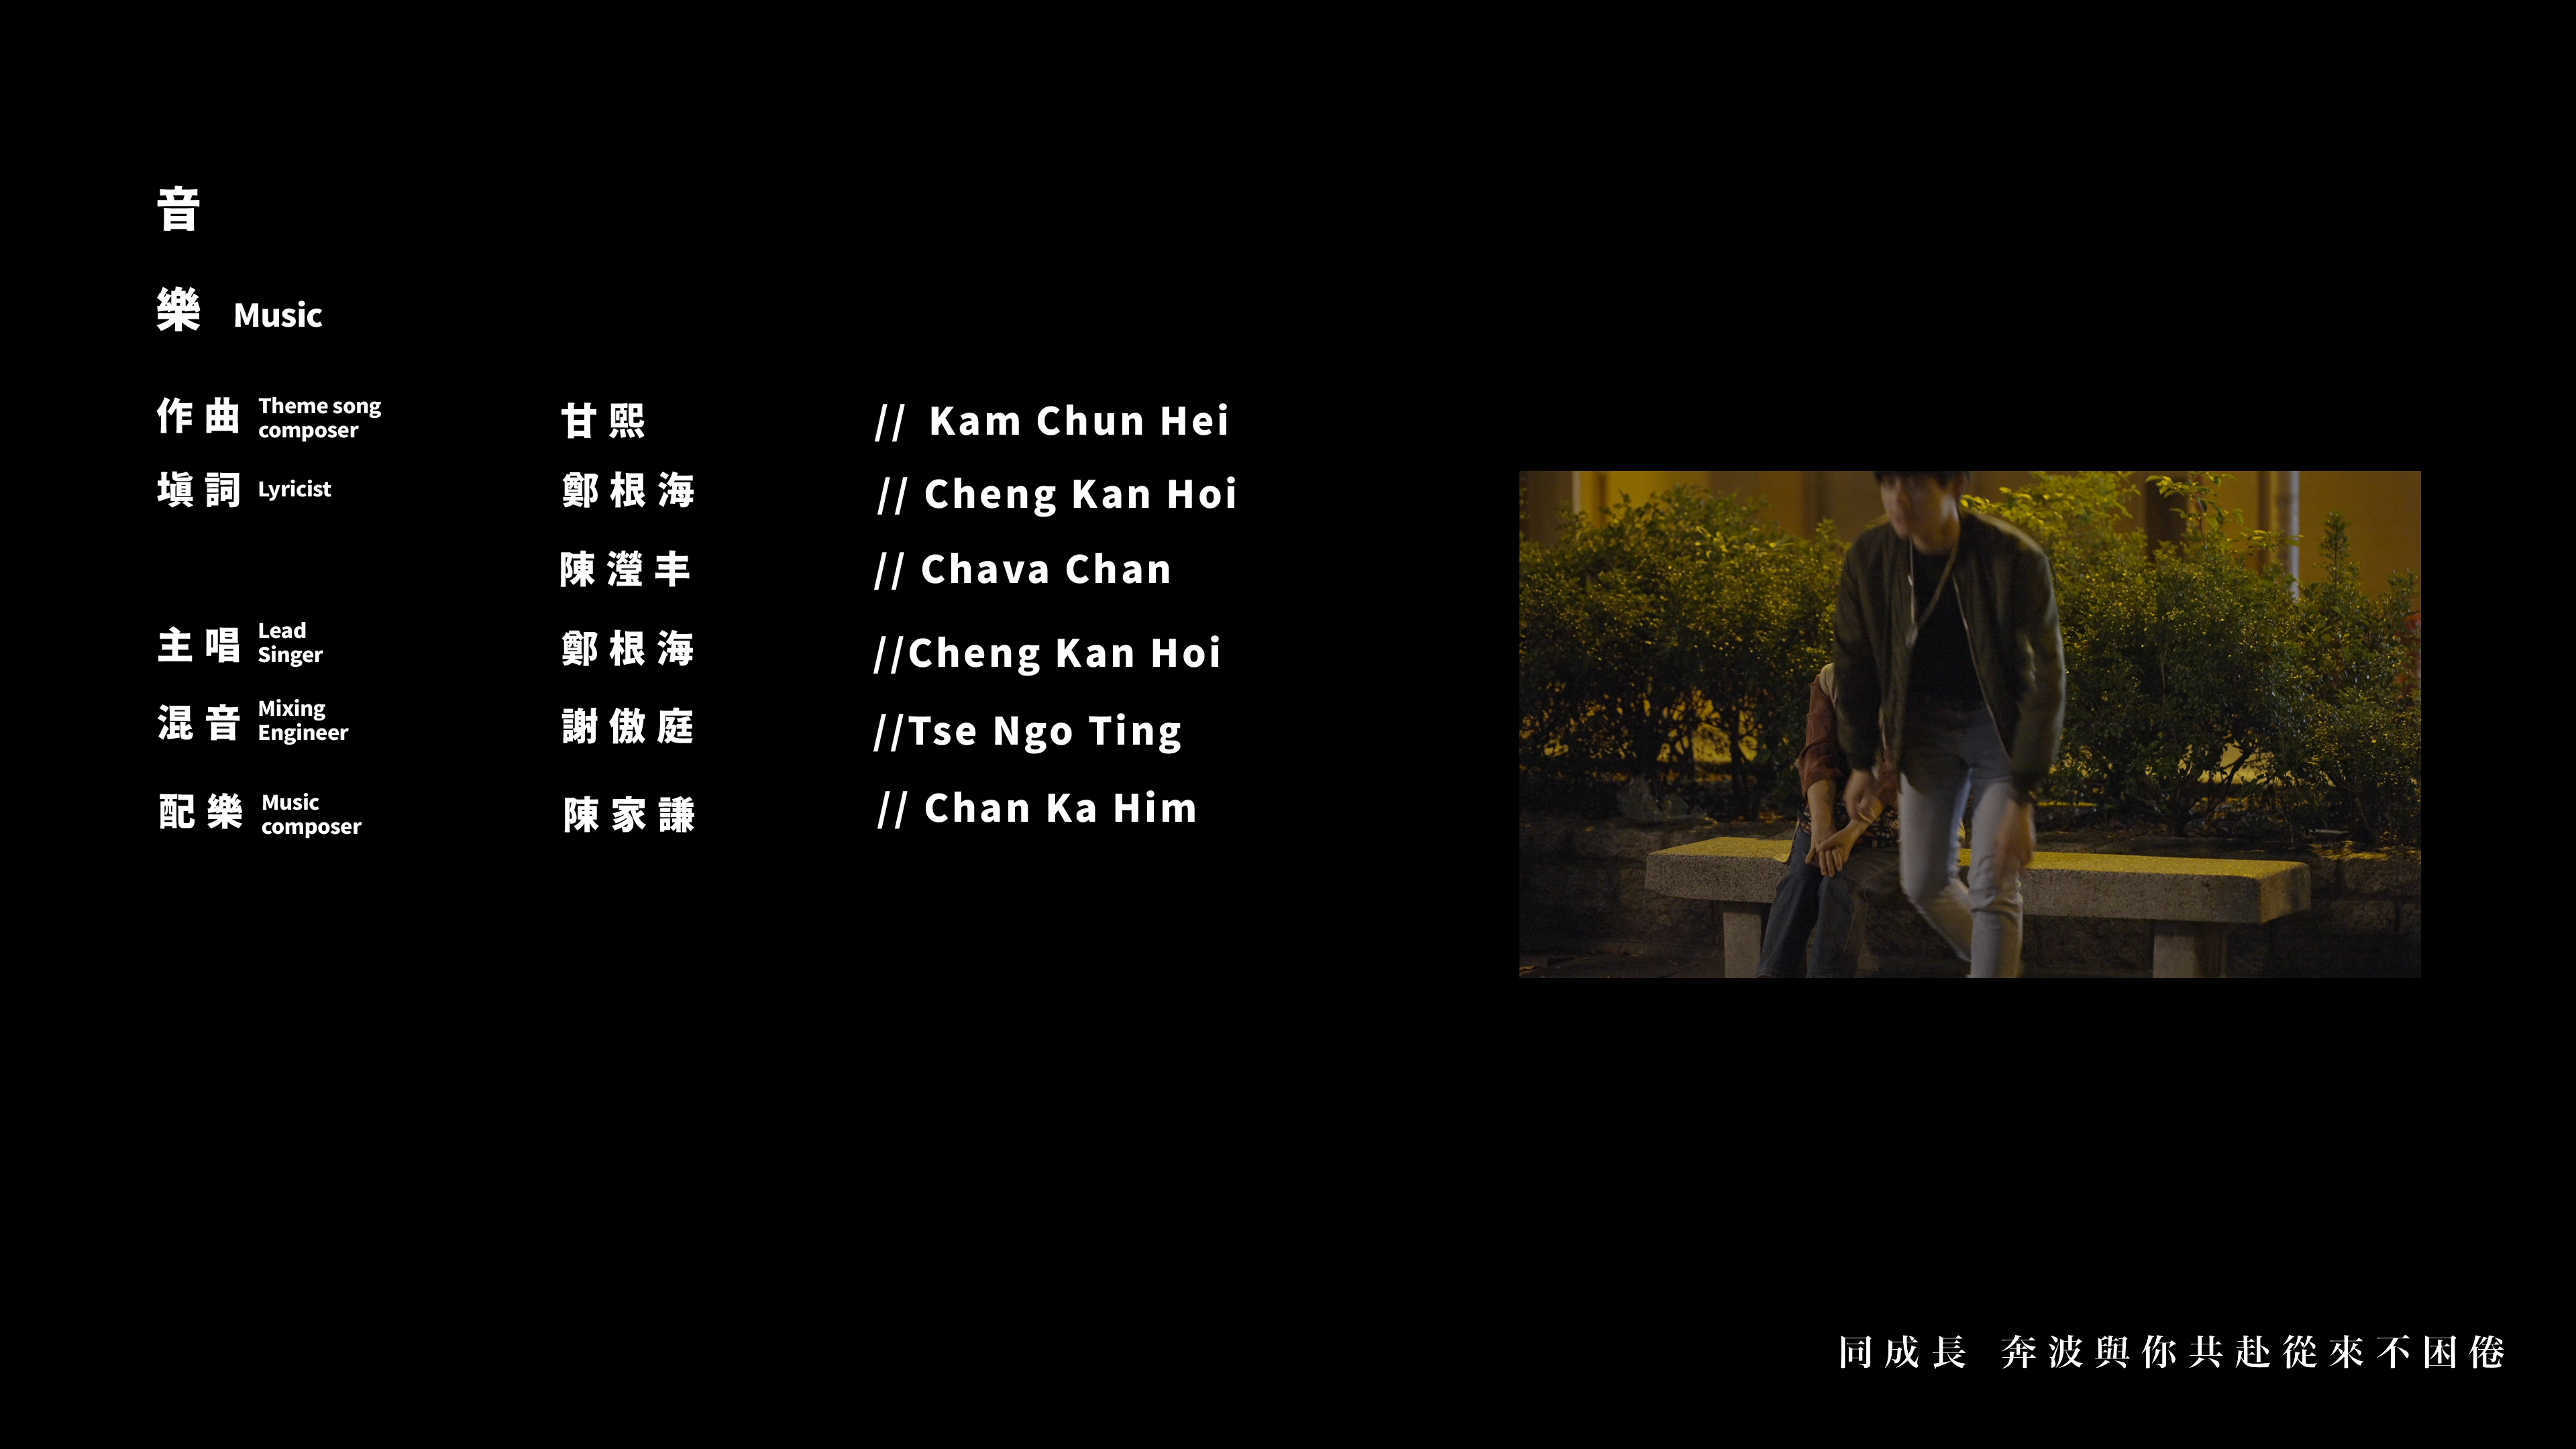 音
樂 Music
作曲 Theme song composer 甘熙 // Kam Chun Hei
填詞 Lyricist 鄭根海 // Cheng Kan Hoi
陳瀅丰 // Chava Chan
主唱 Lead Singer 鄭根海 //Cheng Kan Hoi
混音 Mixing Engineer 謝傲庭 //Tse Ngo Ting
配樂 Music composer 陳家謙 // Chan Ka Him
同成長 奔波與你共赴從來不困倦